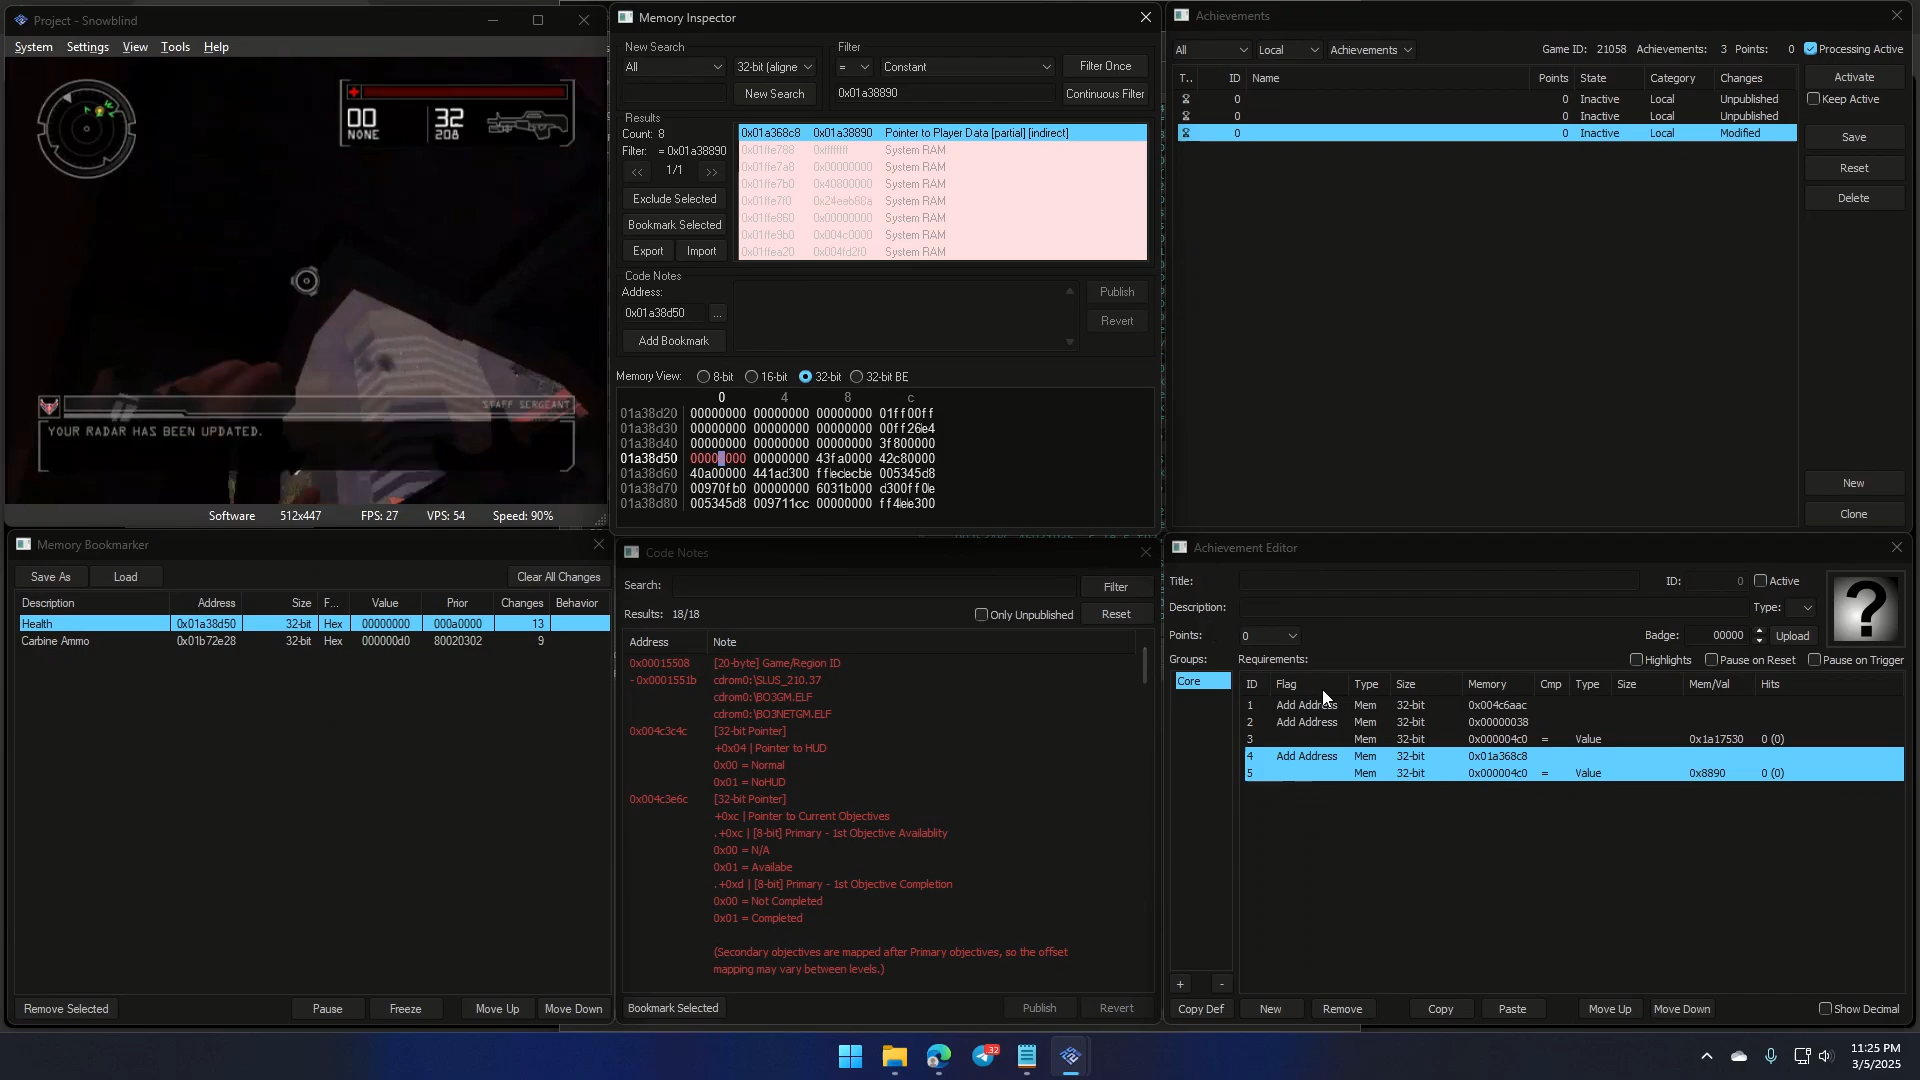 Project - Snowblind
System Settings View Tools Help
00
NONE
32
208
STAFF SERGEANT
YOUR RADAR HAS BEEN UPDATED.
Software 512x447 FPS: 27 VPS: 54 Speed: 90%
Memory Inspector
New Search
All 32-bit (aligne
New Search
Filter
= Constant Filter Once
0x01a38890 Continuous Filter
Results
Count: 8
Filter: = 0x01a38890
<< 1/1 >>
Exclude Selected
Bookmark Selected
Export Import
0x01a368c8 0x01a38890 Pointer to Player Data [partial] [indirect]
0x01ffe788 0xffffffff System RAM
0x01ffe7a8 0x00000000 System RAM
0x01ffe7b0 0x40800000 System RAM
0x01ffe7f0 0x24eeb68a System RAM
0x01ffe860 0x00000000 System RAM
0x01ffe9b0 0x004c0000 System RAM
0x01ffea20 0x004fd2f0 System RAM
Code Notes
Address:
0x01a38d50 ...
Add Bookmark
Publish
Revert
Memory View: 8-bit 16-bit 32-bit 32-bit BE
0 4 8 c
01a38d20 00000000 00000000 00000000 01ff00ff
01a38d30 00000000 00000000 00000000 00ff26e4
01a38d40 00000000 00000000 00000000 3f800000
01a38d50 00000000 00000000 43fa0000 42c80000
01a38d60 40a00000 441ad300 ffecdecbe 005345d8
01a38d70 00970fb0 00000000 6031b000 d300ff0e
01a38d80 005345d8 009711cc 00000000 ff4ee300
Achievements
All Local Achievements Game ID: 21058 Achievements: 3 Points: 0 Processing Active
T.. ID Name Points State Category Changes
0 0 Inactive Local Unpublished
0 0 Inactive Local Unpublished
0 0 Inactive Local Modified
Activate
Keep Active
Save
Reset
Delete
New
Clone
Memory Bookmarker
Save As Load Clear All Changes
Description Address Size F... Value Prior Changes Behavior
Health 0x01a38d50 32-bit Hex 00000000 000a0000 13
Carbine Ammo 0x01b72e28 32-bit Hex 000000d0 80020302 9
Remove Selected Pause Freeze Move Up Move Down
Code Notes
Search: Filter
Results: 18/18 Only Unpublished Reset
Address Note
0x00015508 [20-byte] Game/Region ID
- 0x0001551b cdrom0:\SLUS_210.37
cdrom0:\BO3GM.ELF
cdrom0:\BO3NETGM.ELF
0x004c3c4c [32-bit Pointer]
+0x04 | Pointer to HUD
0x00 = Normal
0x01 = NoHUD
0x004c3e6c [32-bit Pointer]
+0xc | Pointer to Current Objectives
.+0xc | [8-bit] Primary - 1st Objective Availablity
0x00 = N/A
0x01 = Availabe
.+0xd | [8-bit] Primary - 1st Objective Completion
0x00 = Not Completed
0x01 = Completed
(Secondary objectives are mapped after Primary objectives, so the offset
mapping may vary between levels.)
Bookmark Selected Publish Revert
Achievement Editor
Title: ID: 0 Active
Description: Type:
Points: 0 Badge: 00000 Upload
Groups: Requirements: Highlights Pause on Reset Pause on Trigger
Core
ID Flag Type Size Memory Cmp Type Size Mem/Val Hits
1 Add Address Mem 32-bit 0x004c6aac
2 Add Address Mem 32-bit 0x00000038
3 Mem 32-bit 0x000004c0 = Value 0x1a17530 0 (0)
4 Add Address Mem 32-bit 0x01a368c8
5 Mem 32-bit 0x000004c0 = Value 0x8890 0 (0)
+ -
Copy Def New Remove Copy Paste Move Up Move Down Show Decimal
32
11:25 PM
3/5/2025